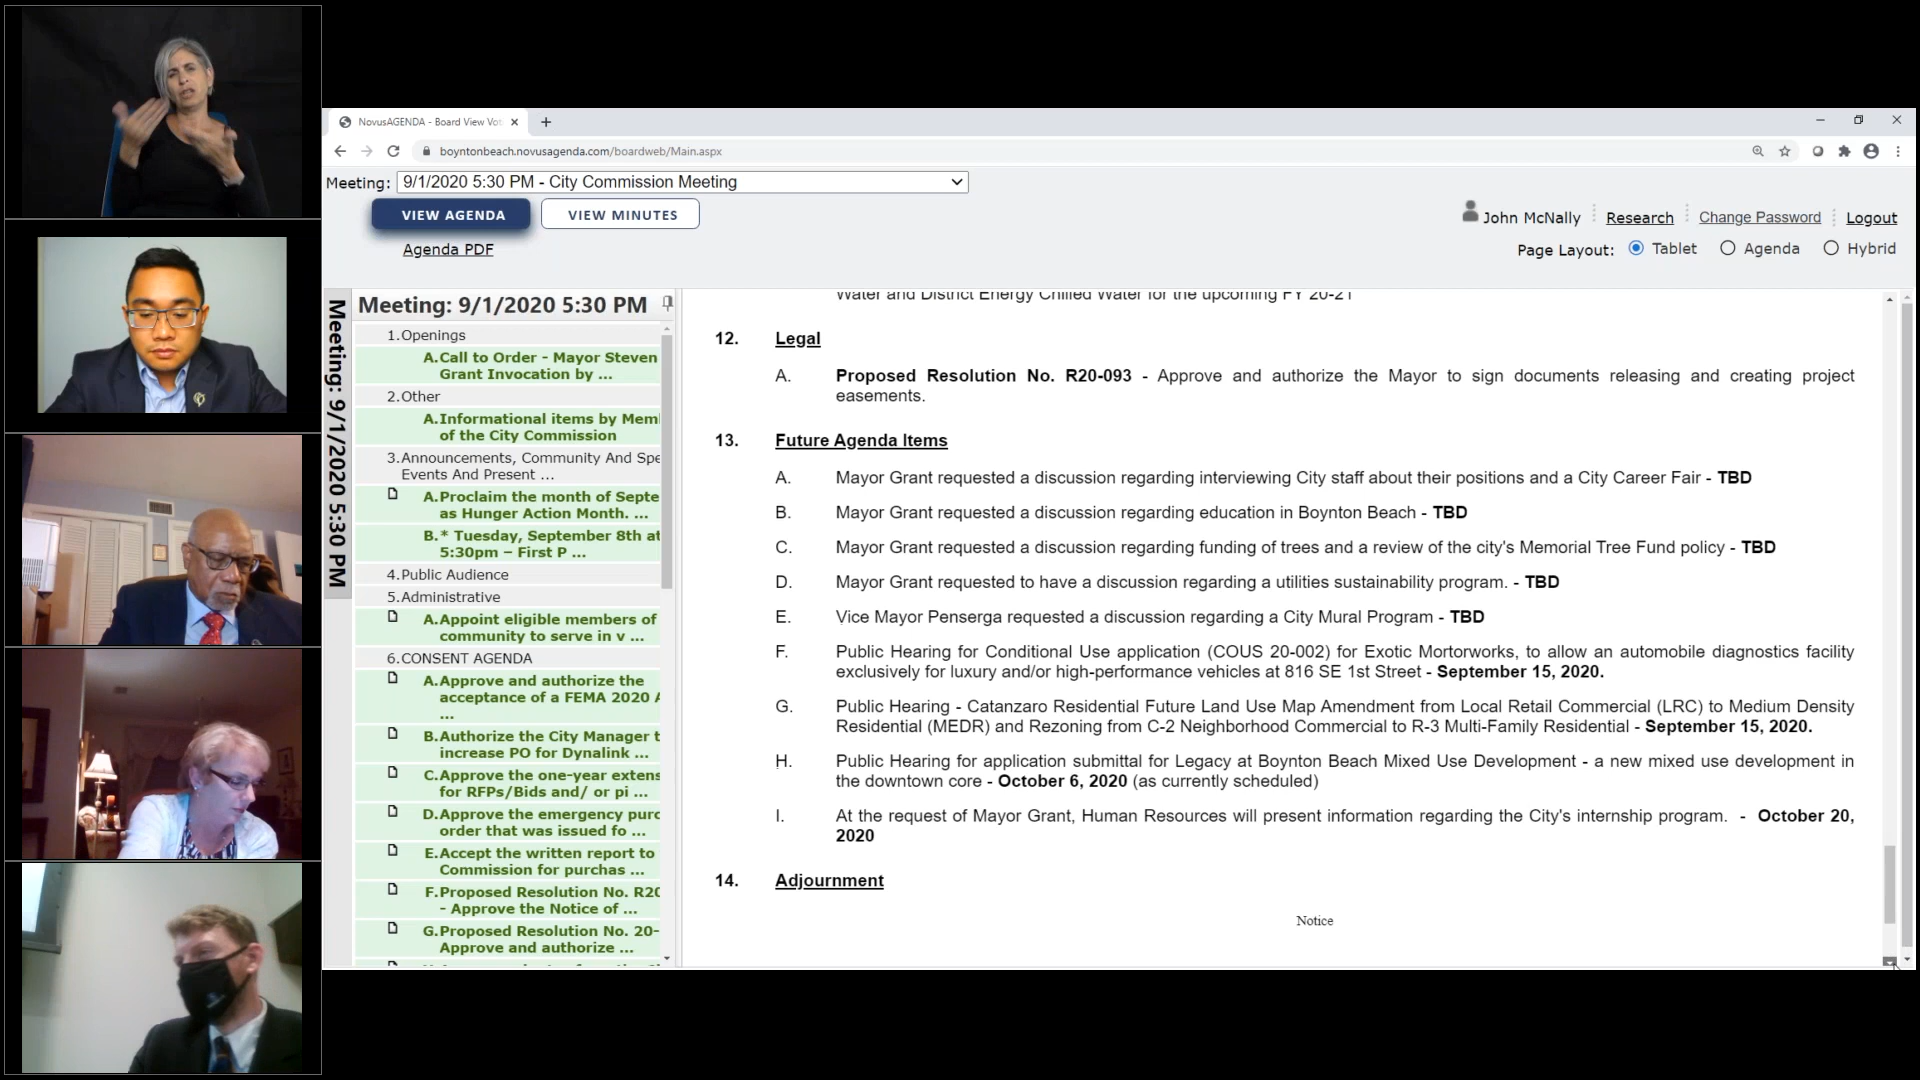 NovusAGENDA - Board View Vot
boyntonbeach.novusagenda.com/boardweb/Main.aspx
Meeting: 9/1/2020 5:30 PM - City Commission Meeting
VIEW AGENDA VIEW MINUTES
Agenda PDF
John McNally Research Change Password Logout
Page Layout: Tablet Agenda Hybrid
Meeting: 9/1/2020 5:30 PM
Meeting: 9/1/2020 5:30 PM
1.Openings
A.Call to Order - Mayor Steven
Grant Invocation by ...
2.Other
A.Informational items by Mem
of the City Commission
3.Announcements, Community And Spe
Events And Present ...
A.Proclaim the month of Septe
as Hunger Action Month. ...
B.* Tuesday, September 8th at
5:30pm – First P ...
4.Public Audience
5.Administrative
A.Appoint eligible members of
community to serve in v ...
6.CONSENT AGENDA
A.Approve and authorize the
acceptance of a FEMA 2020 A
...
B.Authorize the City Manager t
increase PO for Dynalink ...
C.Approve the one-year extens
for RFPs/Bids and/ or pi ...
D.Approve the emergency purc
order that was issued fo ...
E.Accept the written report to
Commission for purchas ...
F.Proposed Resolution No. R20
- Approve the Notice of ...
G.Proposed Resolution No. 20-
Approve and authorize ...
Water and District Energy Chilled Water for the upcoming FY 20-21
12. Legal
A. Proposed Resolution No. R20-093 - Approve and authorize the Mayor to sign documents releasing and creating project
easements.
13. Future Agenda Items
A. Mayor Grant requested a discussion regarding interviewing City staff about their positions and a City Career Fair - TBD
B. Mayor Grant requested a discussion regarding education in Boynton Beach - TBD
C. Mayor Grant requested a discussion regarding funding of trees and a review of the city's Memorial Tree Fund policy - TBD
D. Mayor Grant requested to have a discussion regarding a utilities sustainability program. - TBD
E. Vice Mayor Penserga requested a discussion regarding a City Mural Program - TBD
F. Public Hearing for Conditional Use application (COUS 20-002) for Exotic Mortorworks, to allow an automobile diagnostics facility
exclusively for luxury and/or high-performance vehicles at 816 SE 1st Street - September 15, 2020.
G. Public Hearing - Catanzaro Residential Future Land Use Map Amendment from Local Retail Commercial (LRC) to Medium Density
Residential (MEDR) and Rezoning from C-2 Neighborhood Commercial to R-3 Multi-Family Residential - September 15, 2020.
H. Public Hearing for application submittal for Legacy at Boynton Beach Mixed Use Development - a new mixed use development in
the downtown core - October 6, 2020 (as currently scheduled)
I. At the request of Mayor Grant, Human Resources will present information regarding the City's internship program. - October 20,
2020
14. Adjournment
Notice